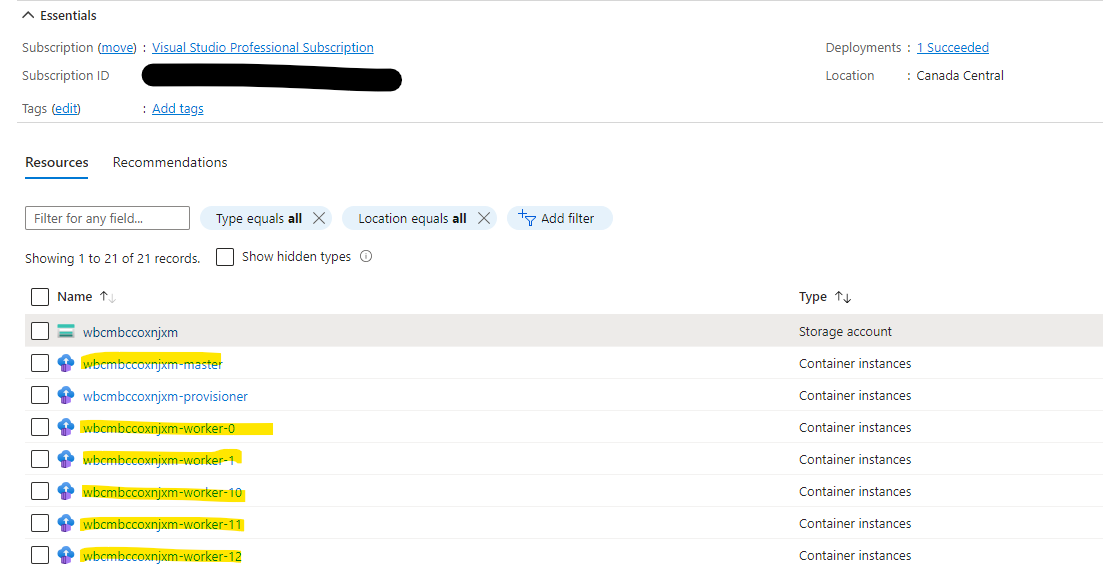 Essentials
Subscription (move) : Visual Studio Professional Subscription
Deployments : 1 Succeeded
Subscription ID
Location : Canada Central
Tags (edit) : Add tags
Resources Recommendations
Filter for any field... Type equals all Location equals all Add filter
Showing 1 to 21 of 21 records. Show hidden types
Name Type
wbcmbccoxnjxm Storage account
wbcmbccoxnjxm-master Container instances
wbcmbccoxnjxm-provisioner Container instances
wbcmbccoxnjxm-worker-0 Container instances
wbcmbccoxnjxm-worker-1 Container instances
wbcmbccoxnjxm-worker-10 Container instances
wbcmbccoxnjxm-worker-11 Container instances
wbcmbccoxnjxm-worker-12 Container instances